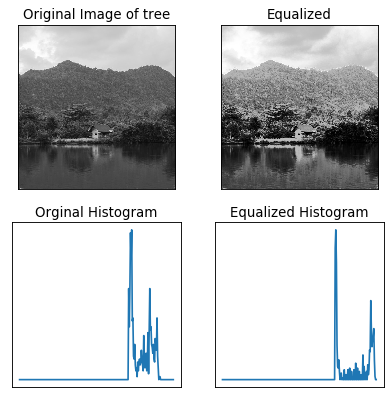 Original Image of tree
Equalized
Orginal Histogram
Equalized Histogram